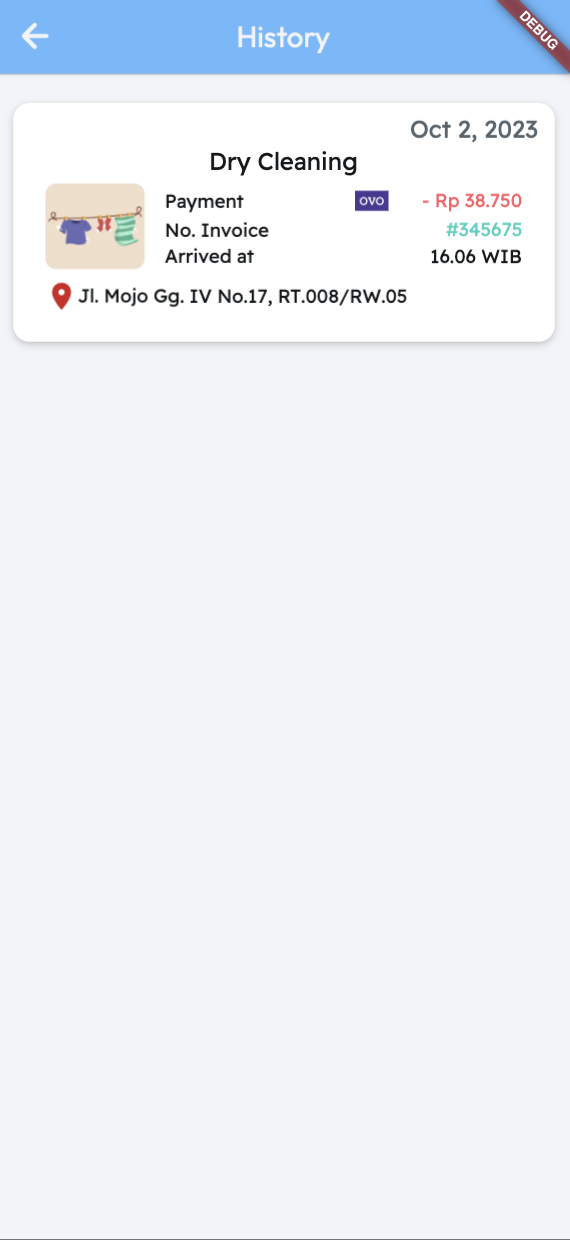 History
DEBUG
Oct 2, 2023
Dry Cleaning
Payment OVO - Rp 38.750
No. Invoice #345675
Arrived at 16.06 WIB
Jl. Mojo Gg. IV No.17, RT.008/RW.05